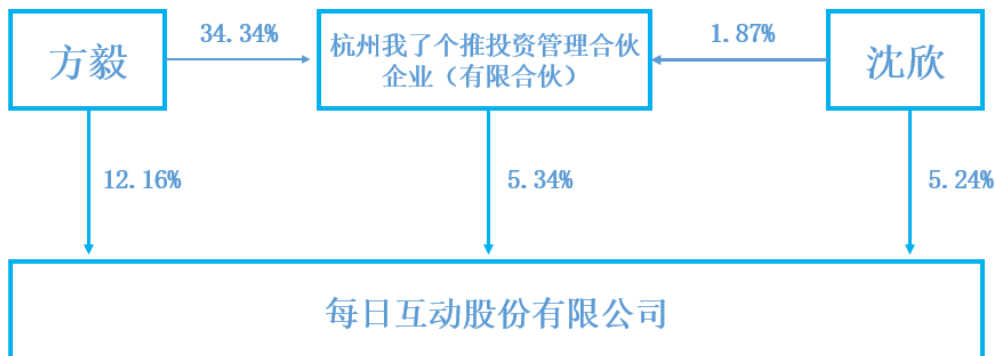 34.34%
1.87%
方毅
杭州我了个推投资管理合伙
企业（有限合伙）
沈欣
12.16%
5.34%
5.24%
每日互动股份有限公司